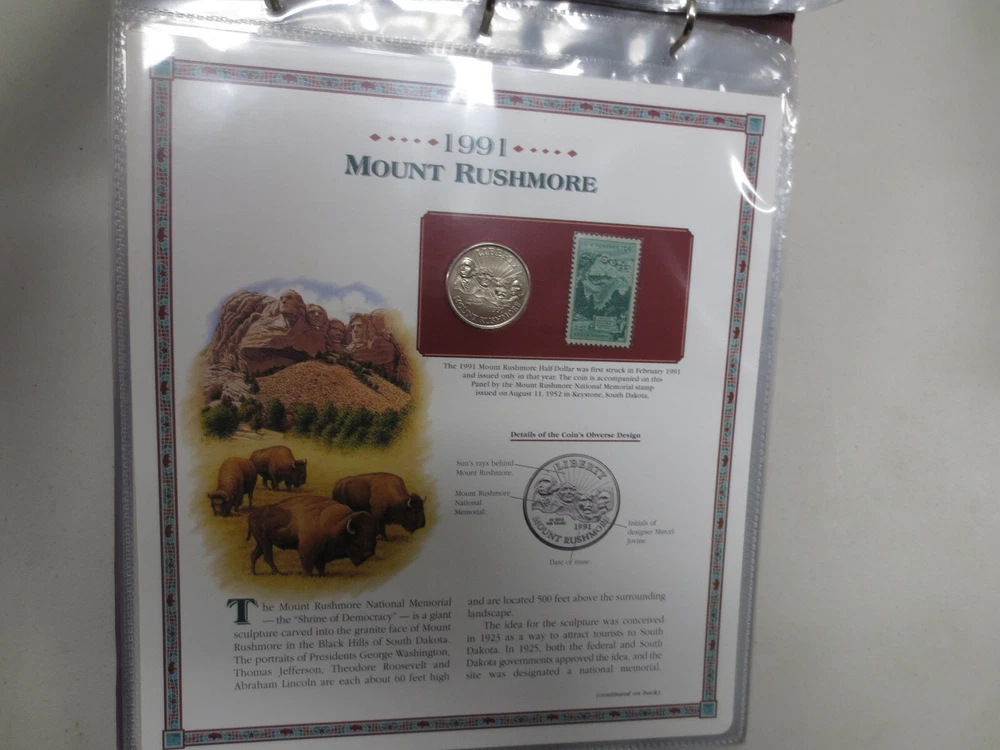 1991
MOUNT RUSHMORE
LIBERTY
MOUNT RUSHMORE
The 1991 Mount Rushmore Half Dollar was first struck in February 1991
and issued only in that year. The coin is accompanied on this
Panel by the Mount Rushmore National Memorial stamp
issued on August 11, 1952 in Keystone, South Dakota.
Details of the Coin's Obverse Design
Sun's rays behind
Mount Rushmore.
Mount Rushmore
National
Memorial.
LIBERTY
IN GOD
WE TRUST
1991
MOUNT RUSHMORE
Initials of
designer Marcel
Jovine
Date of issue
The Mount Rushmore National Memorial
— the "Shrine of Democracy" — is a giant
sculpture carved into the granite face of Mount
Rushmore in the Black Hills of South Dakota.
The portraits of Presidents George Washington,
Thomas Jefferson, Theodore Roosevelt and
Abraham Lincoln are each about 60 feet high
and are located 500 feet above the surrounding
landscape.
The idea for the sculpture was conceived
in 1923 as a way to attract tourists to South
Dakota. In 1925, both the federal and South
Dakota governments approved the idea, and the
site was designated a national memorial.
(continued on back)